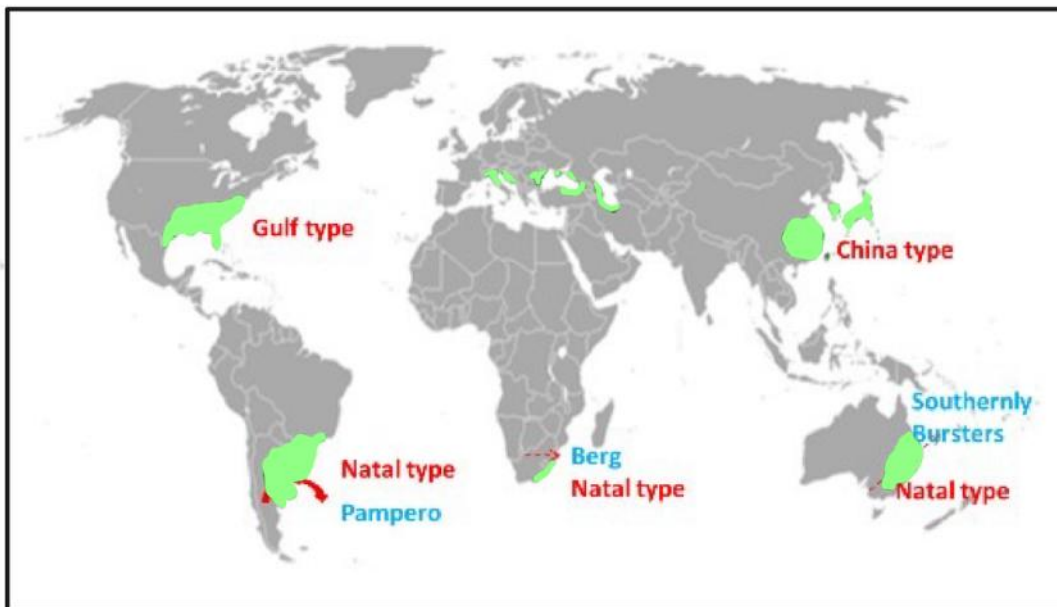 Gulf type
China type
Southernly
Bursters
Natal type
Pampero
Berg
Natal type
Natal type